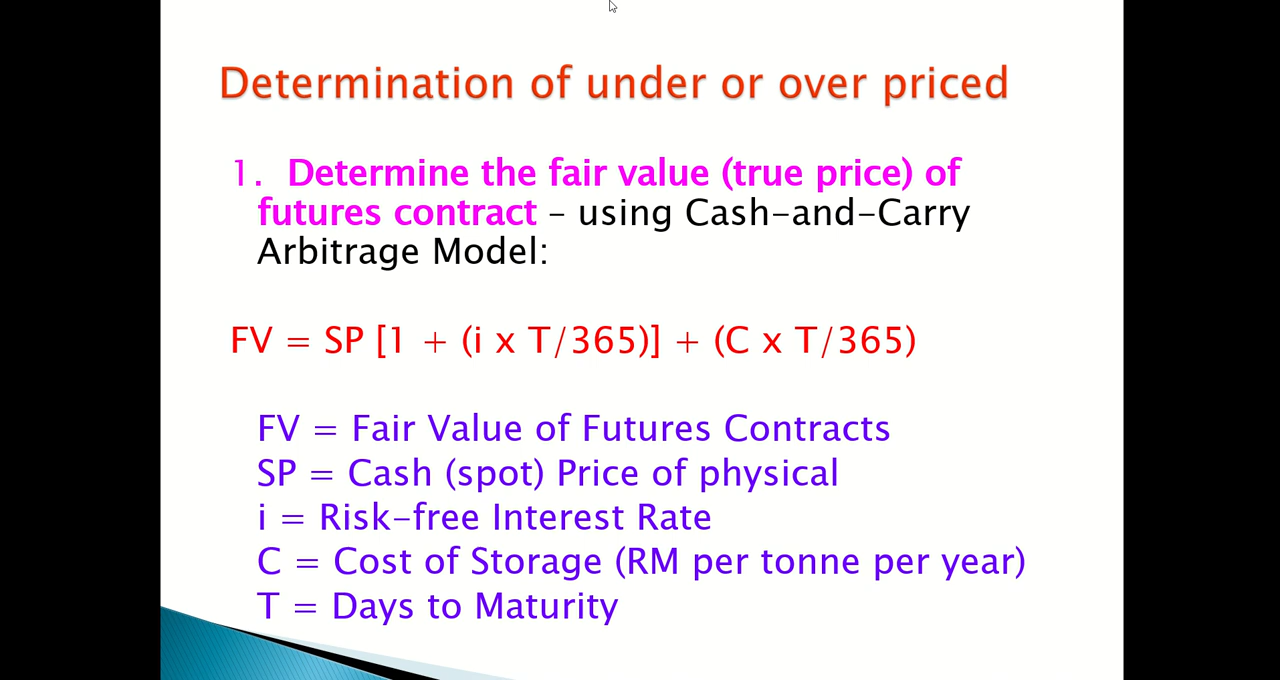 Determination of under or over priced
1. Determine the fair value (true price) of
futures contract – using Cash-and-Carry
Arbitrage Model:
FV = SP [1 + (i x T/365)] + (C x T/365)
FV = Fair Value of Futures Contracts
SP = Cash (spot) Price of physical
i = Risk-free Interest Rate
C = Cost of Storage (RM per tonne per year)
T = Days to Maturity